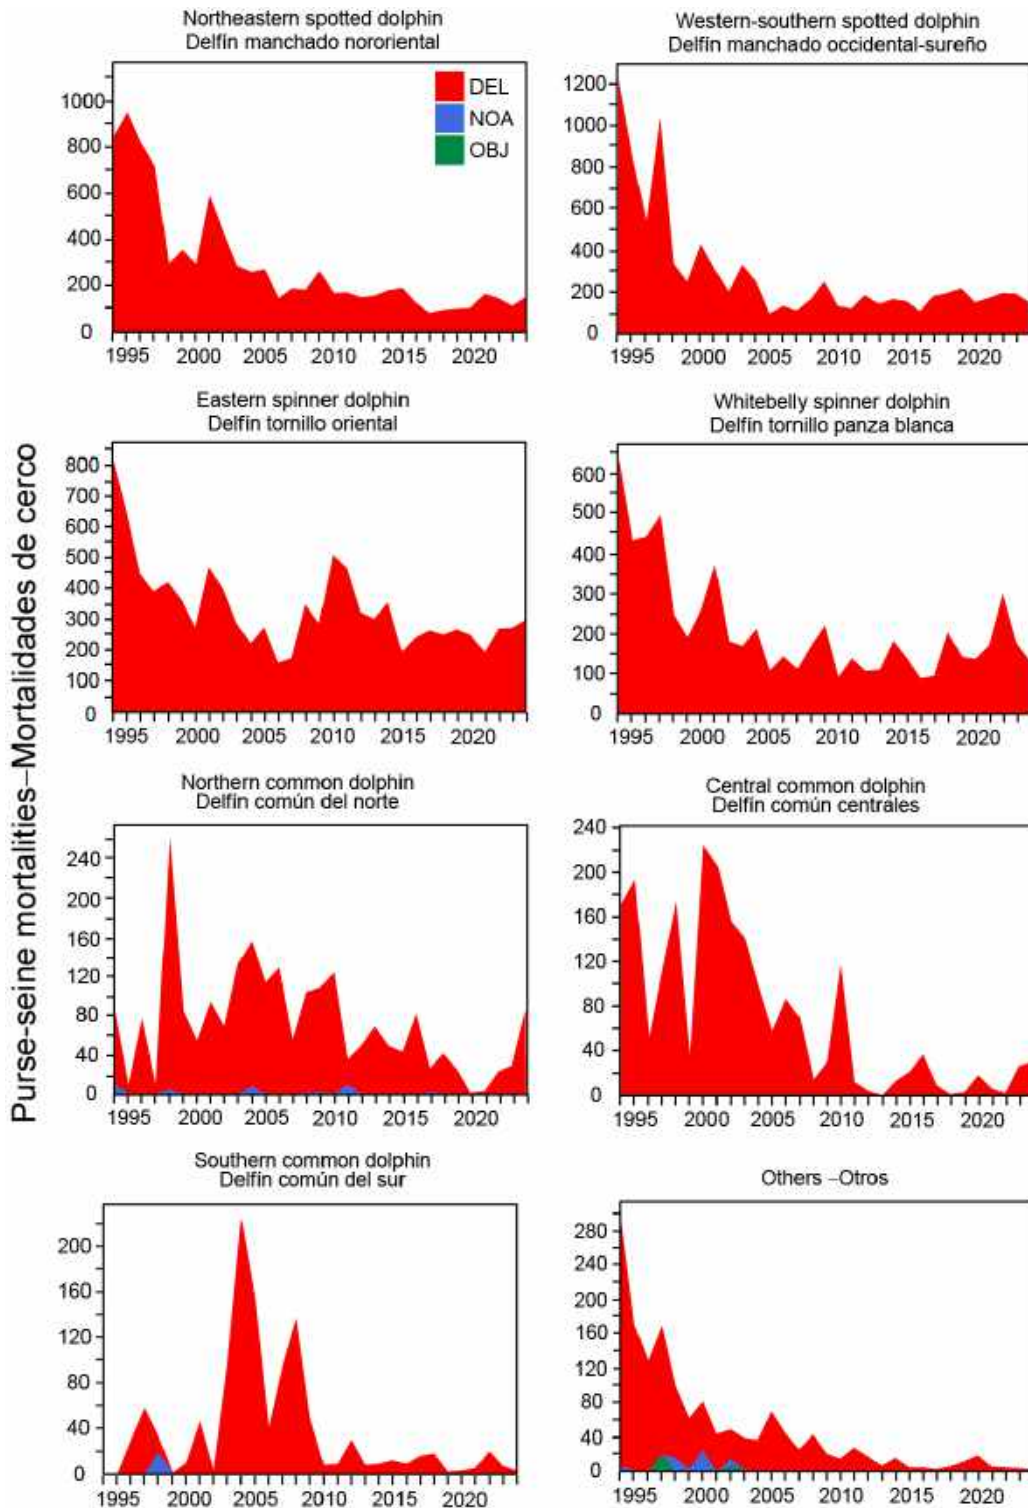 Northeastern spotted dolphin
Delfín manchado nororiental
1000
800
600
400
200
0
DEL
NOA
OBJ
1995 2000 2005 2010 2015 2020
Western-southern spotted dolphin
Delfín manchado occidental-sureño
1200
1000
800
600
400
200
0
1995 2000 2005 2010 2015 2020
Purse-seine mortalities–Mortalidades de cerco
Eastern spinner dolphin
Delfín tornillo oriental
800
700
600
500
400
300
200
100
0
1995 2000 2005 2010 2015 2020
Whitebelly spinner dolphin
Delfín tornillo panza blanca
600
500
400
300
200
100
0
1995 2000 2005 2010 2015 2020
Northern common dolphin
Delfín común del norte
240
200
160
120
80
40
0
1995 2000 2005 2010 2015 2020
Central common dolphin
Delfín común centrales
240
200
160
120
80
40
0
1995 2000 2005 2010 2015 2020
Southern common dolphin
Delfín común del sur
200
160
120
80
40
0
1995 2000 2005 2010 2015 2020
Others –Otros
280
240
200
160
120
80
40
0
1995 2000 2005 2010 2015 2020